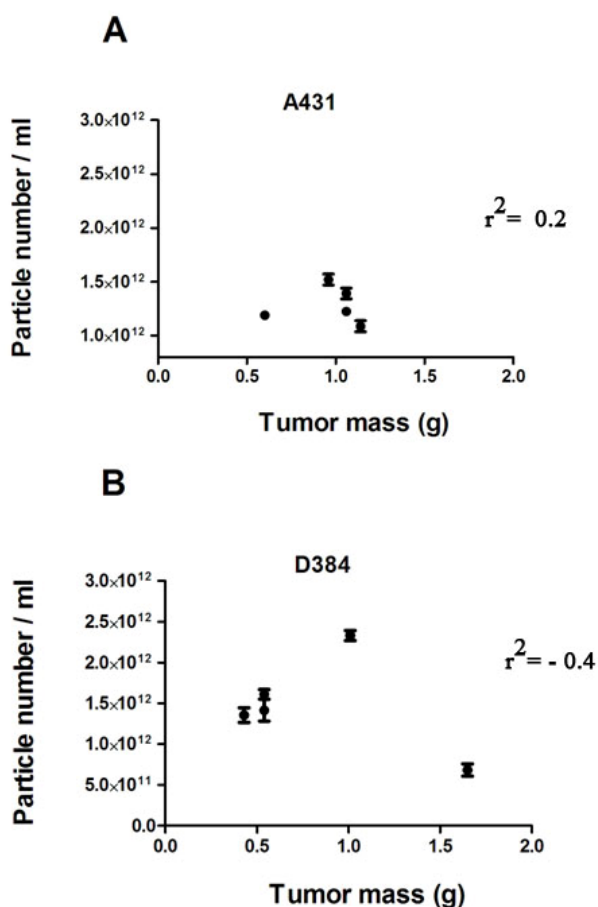 A
A431
3.0×10¹²
2.5×10¹²
2.0×10¹²
1.5×10¹²
1.0×10¹²
Particle number / ml
r² = 0.2
0.0 0.5 1.0 1.5 2.0
Tumor mass (g)
B
D384
3.0×10¹²
2.5×10¹²
2.0×10¹²
1.5×10¹²
1.0×10¹²
5.0×10¹¹
0.0
Particle number / ml
r² = - 0.4
0.0 0.5 1.0 1.5 2.0
Tumor mass (g)